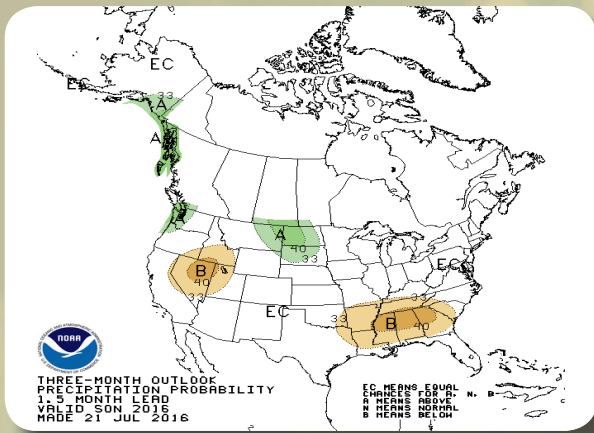 EC
EC
33
A
A
A
A
40
33
B
40
33
EC
EC
33
33
B
40
NOAA
THREE-MONTH OUTLOOK
PRECIPITATION PROBABILITY
1.5 MONTH LEAD
VALID SON 2016
MADE 21 JUL 2016
EC MEANS EQUAL
CHANCES FOR A, N, B
A MEANS ABOVE
N MEANS NORMAL
B MEANS BELOW